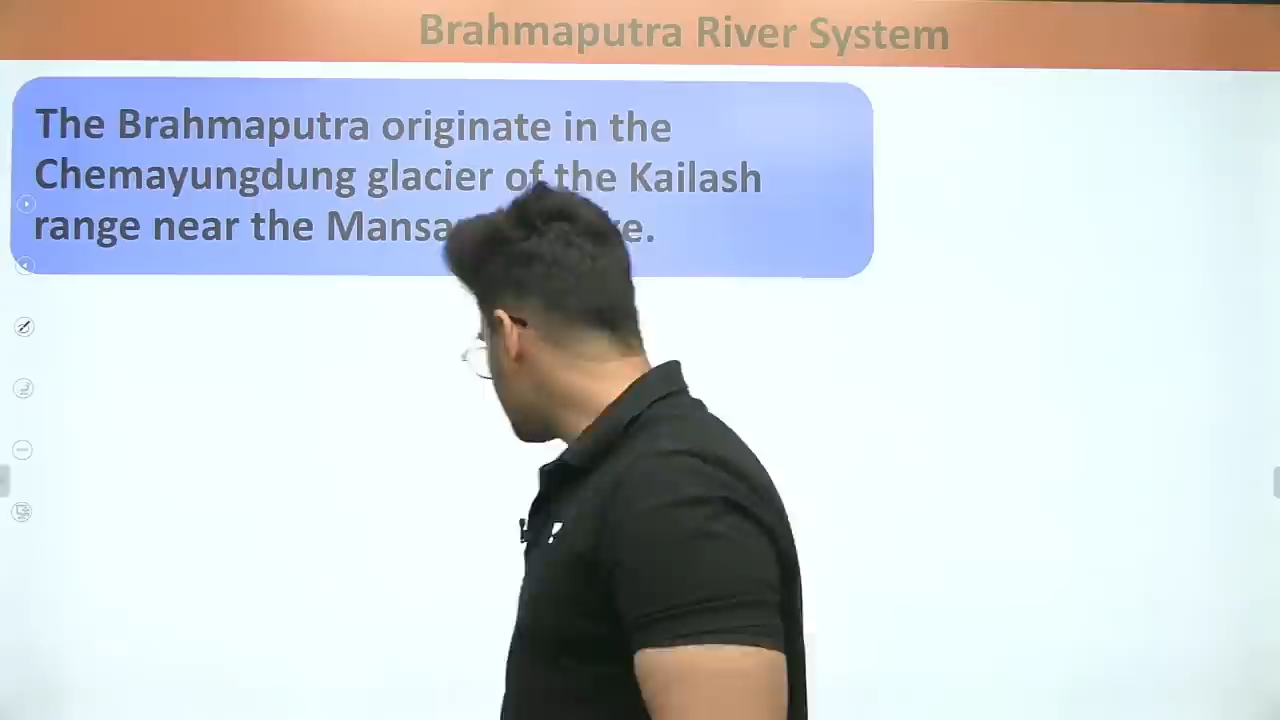 Brahmaputra River System
The Brahmaputra originate in the
Chemayungdung glacier of the Kailash
range near the